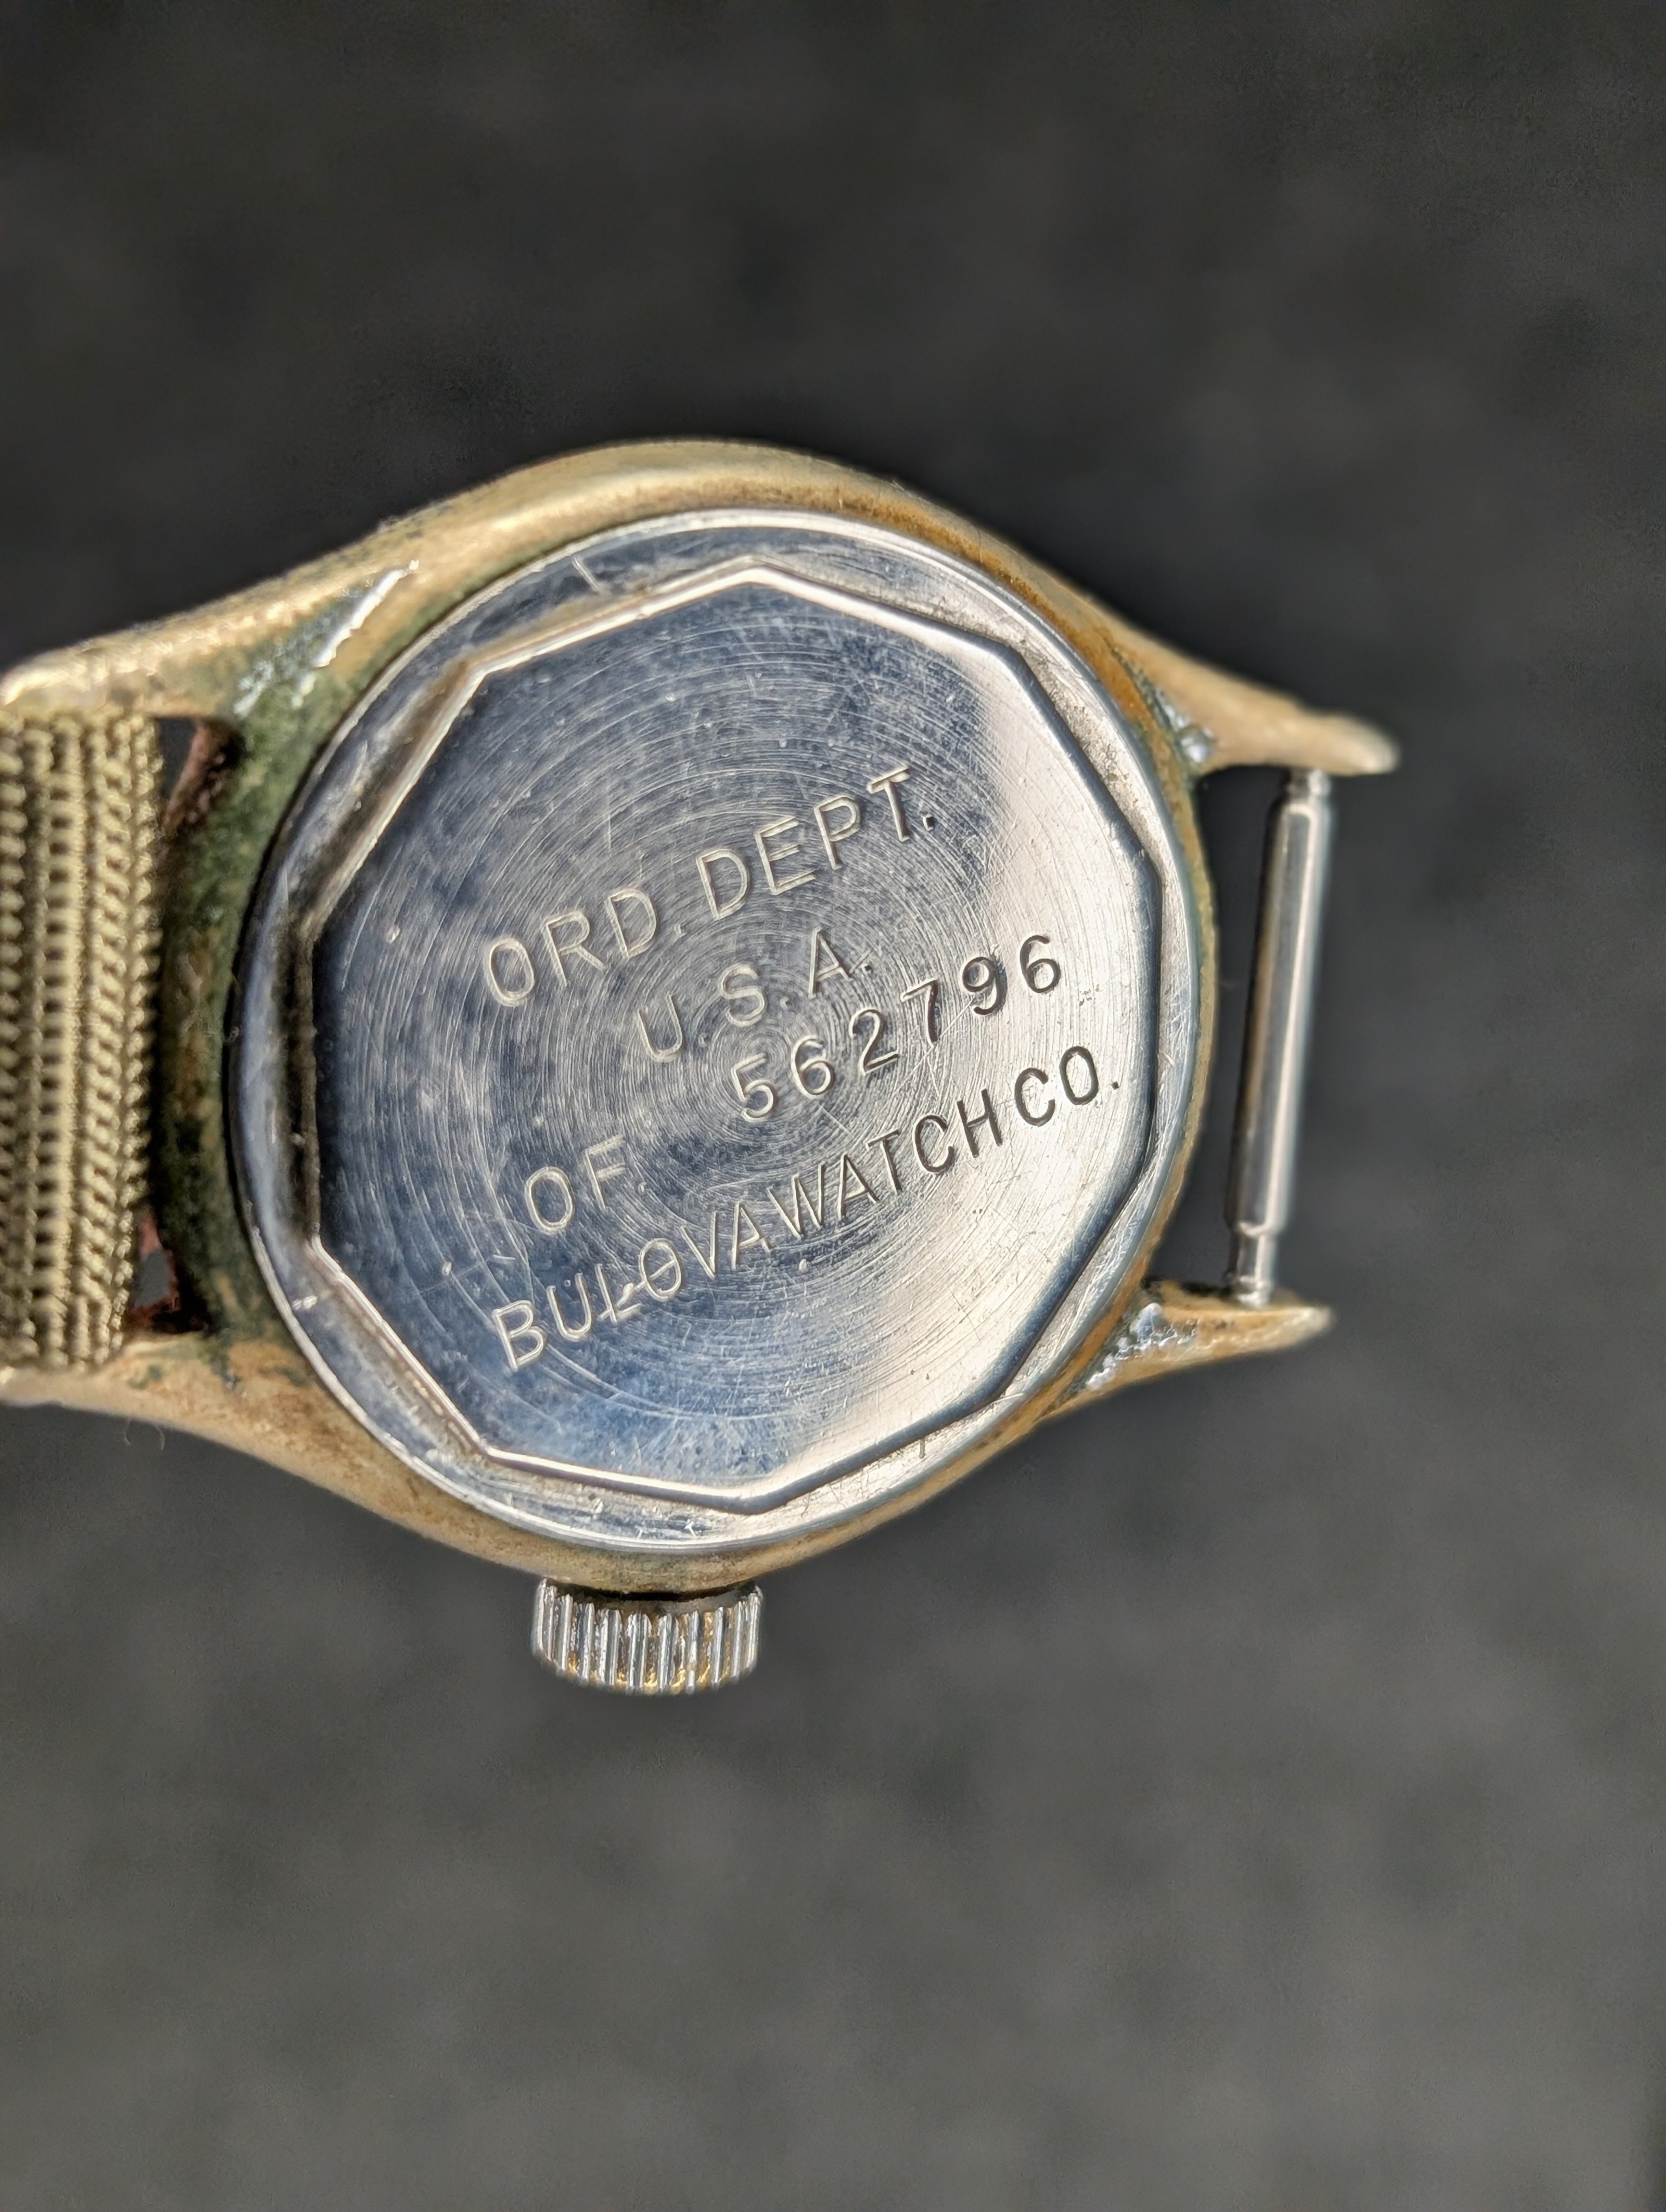 ORD. DEPT.
U.S.A.
OF 562796
BULOVA WATCH CO.